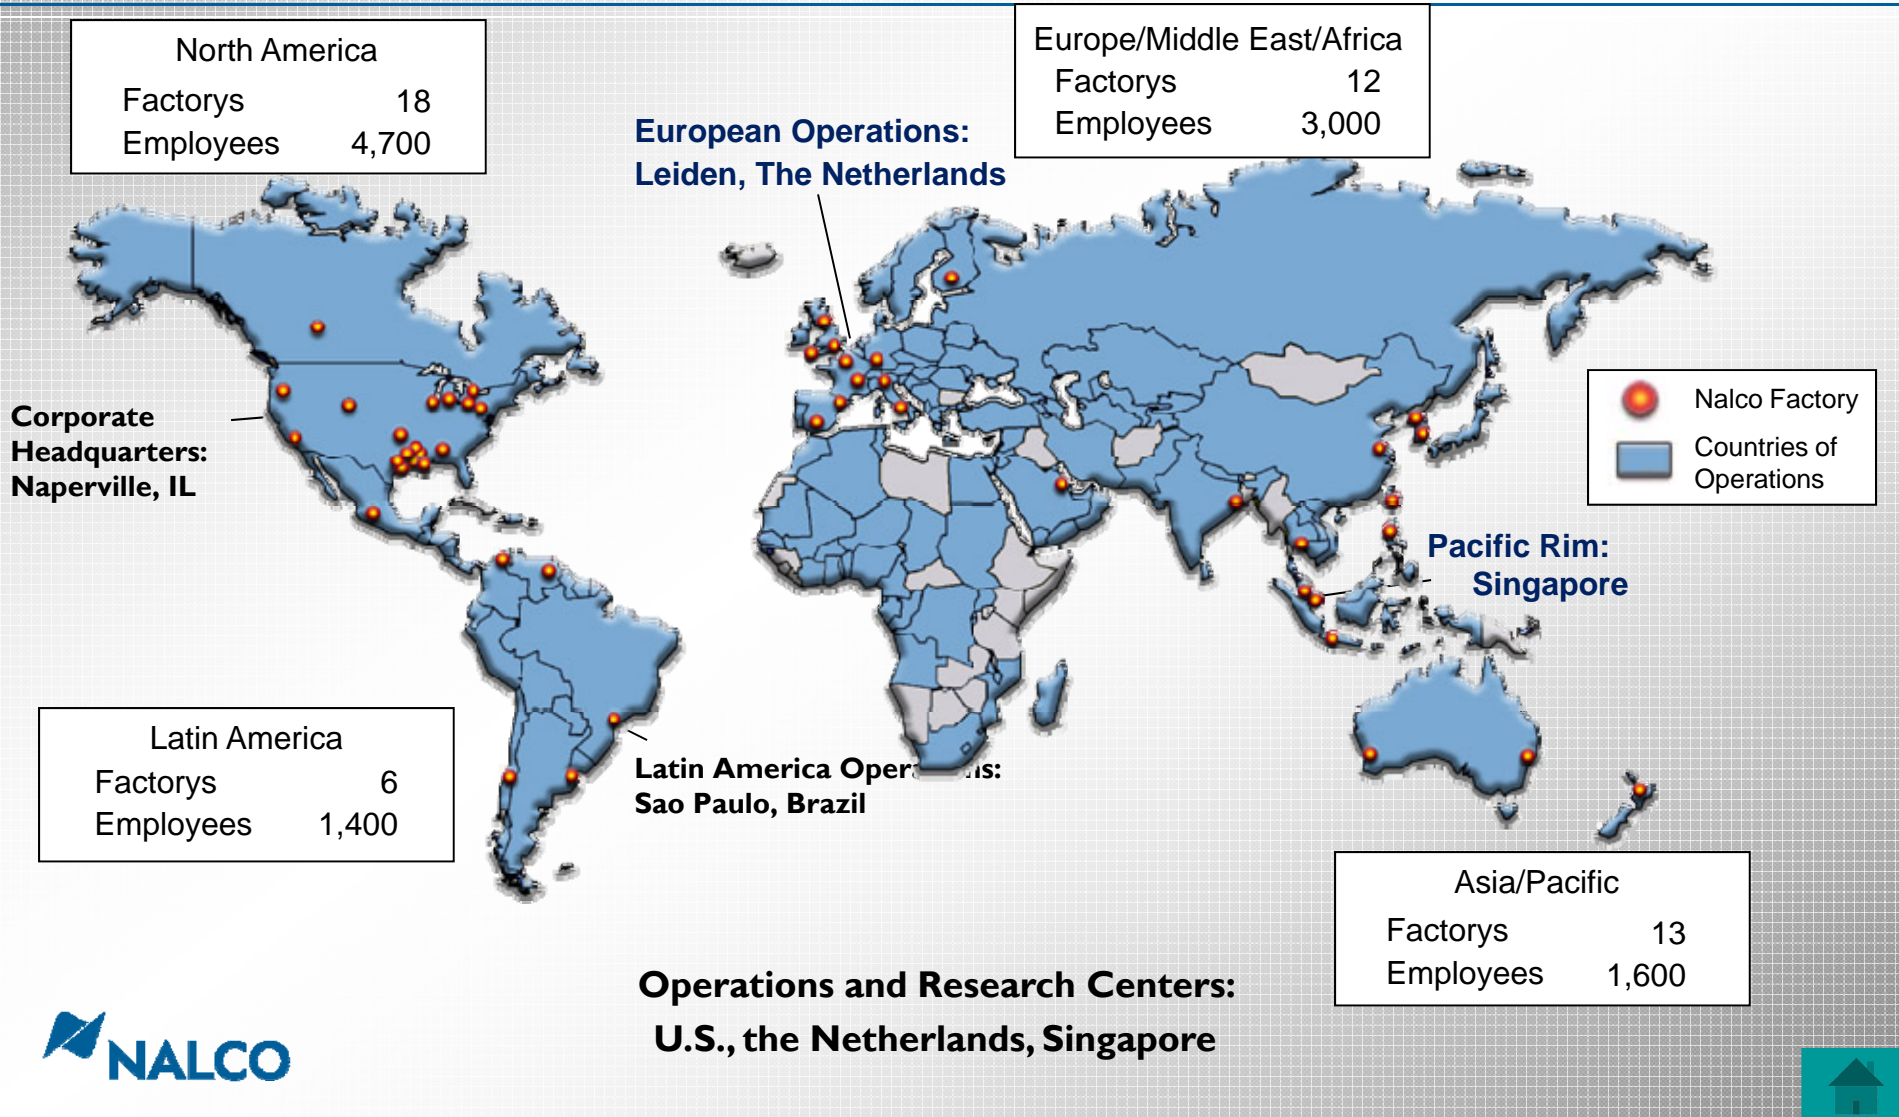 North America
Factorys 18
Employees 4,700
Europe/Middle East/Africa
Factorys 12
Employees 3,000
European Operations:
Leiden, The Netherlands
Corporate
Headquarters:
Naperville, IL
Nalco Factory
Countries of
Operations
Pacific Rim:
Singapore
Latin America
Factorys 6
Employees 1,400
Latin America Oper s:
Sao Paulo, Brazil
Asia/Pacific
Factorys 13
Employees 1,600
Operations and Research Centers:
U.S., the Netherlands, Singapore
NALCO